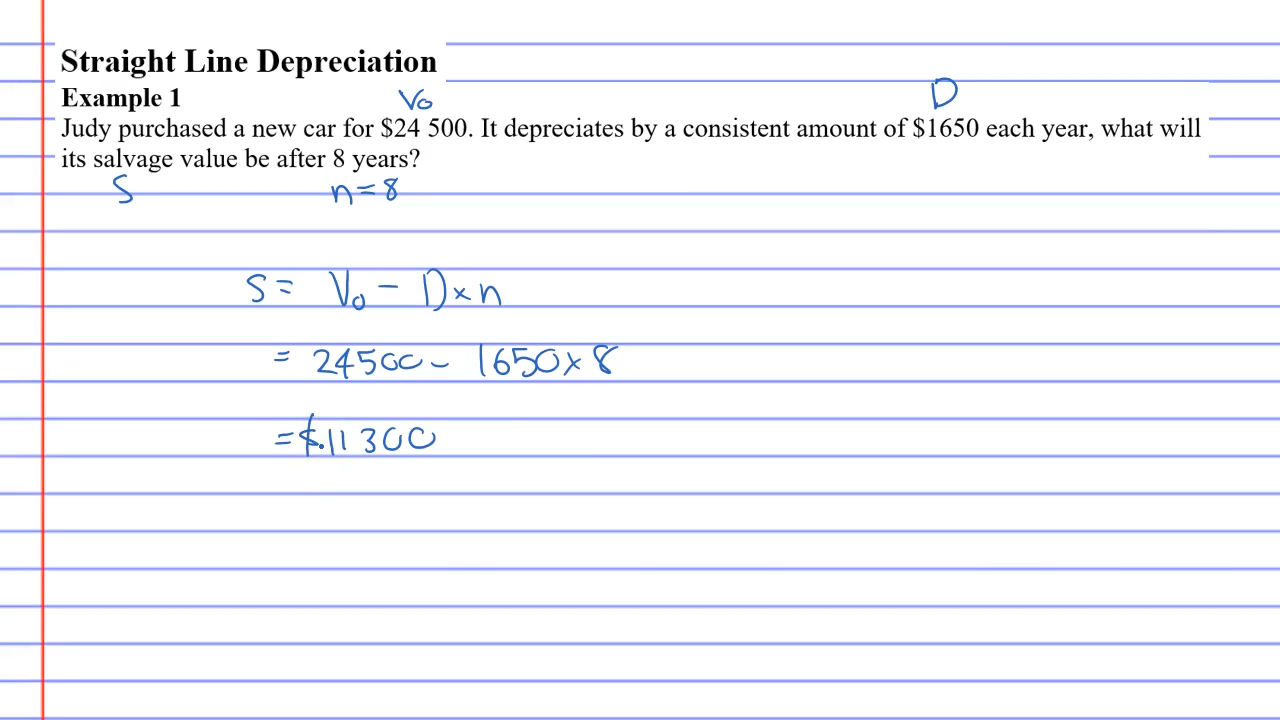 Straight Line Depreciation
Example 1
V₀ D
Judy purchased a new car for $24 500. It depreciates by a consistent amount of $1650 each year, what will
its salvage value be after 8 years?
S n = 8
S = V₀ - D × n
= 24500 - 1650 × 8
= $11300